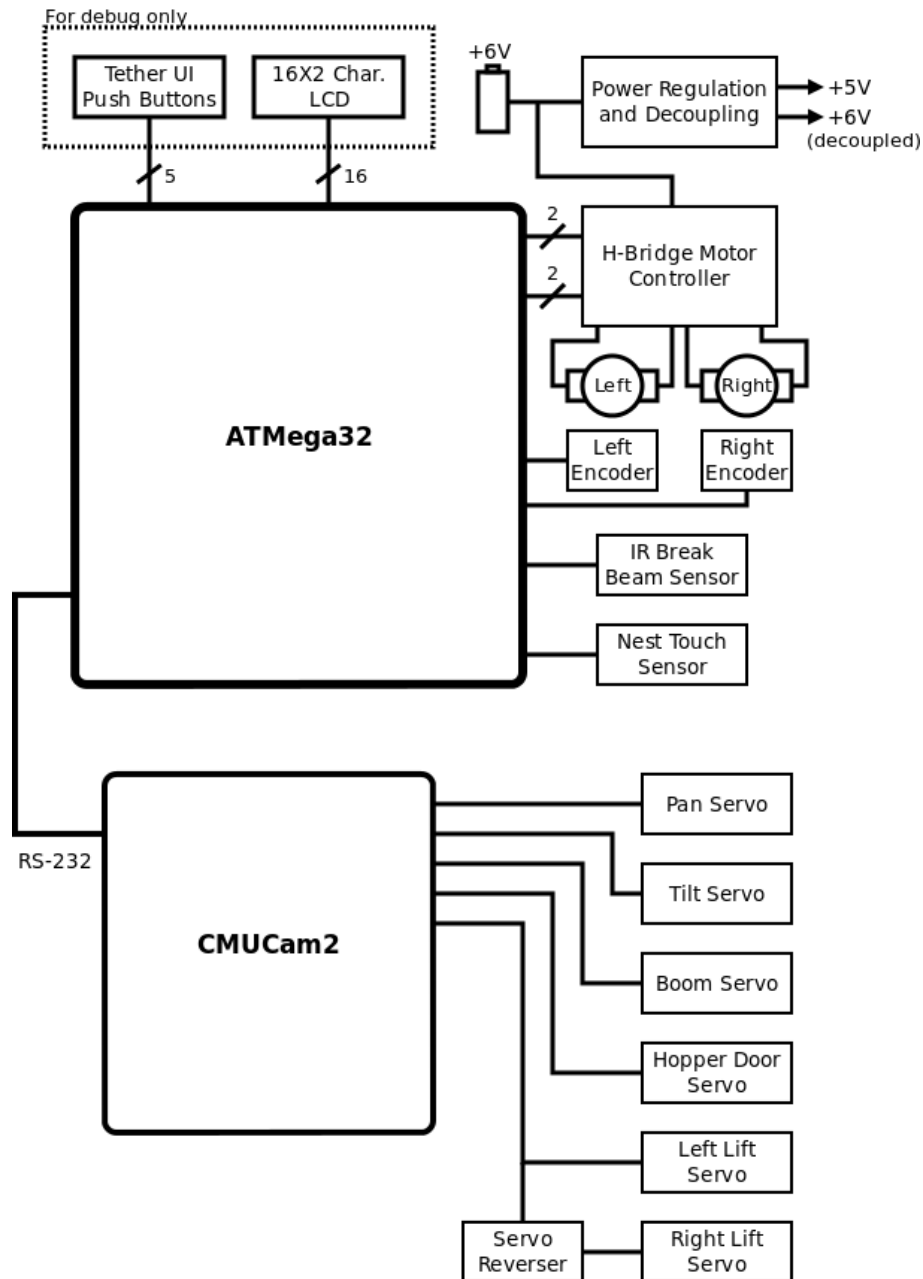 For debug only
Tether UI
Push Buttons
16X2 Char.
LCD
+6V
Power Regulation
and Decoupling
+5V
+6V
(decoupled)
5
16
2
2
H-Bridge Motor
Controller
Left
Right
ATMega32
Left
Encoder
Right
Encoder
IR Break
Beam Sensor
Nest Touch
Sensor
RS-232
CMUCam2
Pan Servo
Tilt Servo
Boom Servo
Hopper Door
Servo
Left Lift
Servo
Servo
Reverser
Right Lift
Servo